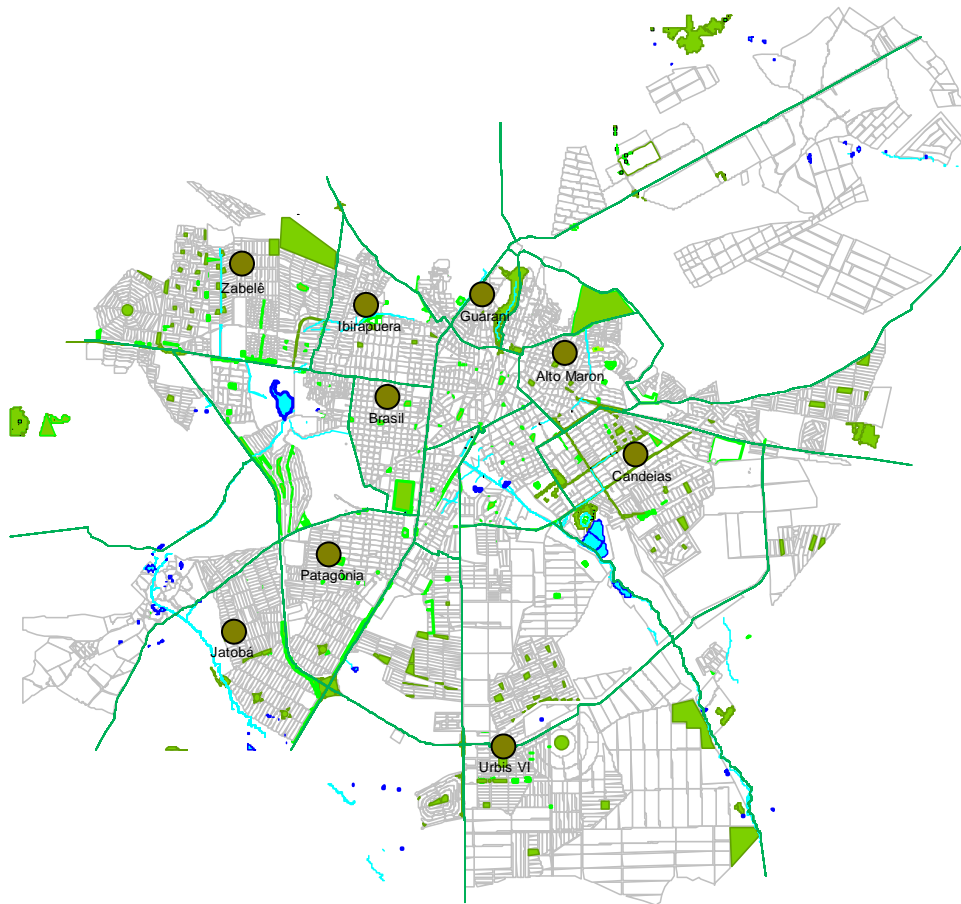 Zabelê
Guarani
Ibirapuera
Alto Maron
Brasil
Candeias
Patagônia
Jatobá
Urbis VI